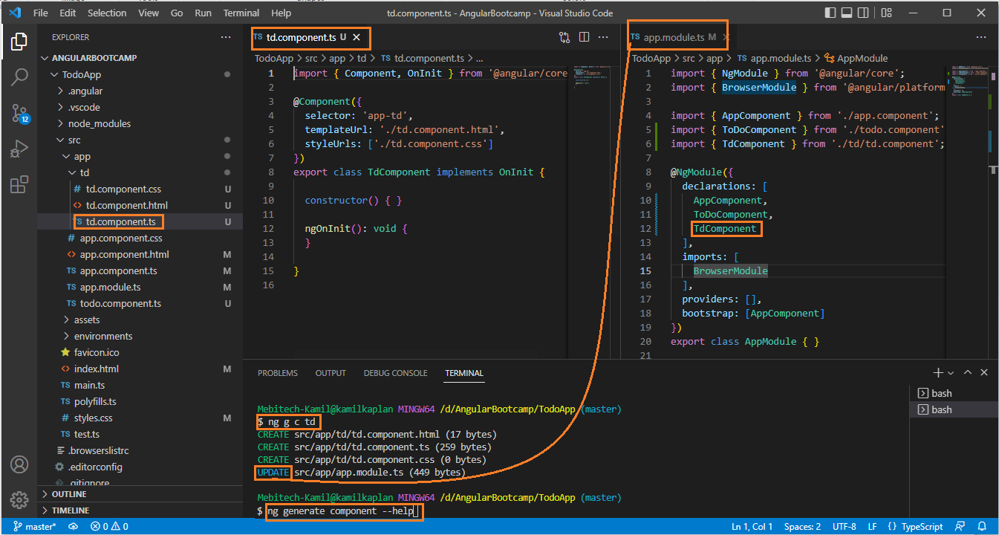 File Edit Selection View Go Run Terminal Help
td.component.ts - AngularBootcamp - Visual Studio Code
EXPLORER ···
ANGULARBOOTCAMP
TodoApp
.angular
.vscode
node_modules
src
app
td
# td.component.css U
<> td.component.html U
TS td.component.ts U
# app.component.css
<> app.component.html M
TS app.component.ts M
TS app.module.ts M
TS todo.component.ts U
assets
environments
favicon.ico
<> index.html M
TS main.ts
TS polyfills.ts
# styles.css M
TS test.ts
.browserslistrc
.editorconfig
.gitignore
OUTLINE
TIMELINE
12
TS td.component.ts U
TodoApp > src > app > td > TS td.component.ts > ...
1 import { Component, OnInit } from '@angular/core
2
3 @Component({
4 selector: 'app-td',
5 templateUrl: './td.component.html',
6 styleUrls: ['./td.component.css']
7 })
8 export class TdComponent implements OnInit {
9
10 constructor() { }
11
12 ngOnInit(): void {
13 }
14
15 }
16
TS app.module.ts M
TodoApp > src > app > TS app.module.ts > AppModule
1 import { NgModule } from '@angular/core';
2 import { BrowserModule } from '@angular/platform
3
4 import { AppComponent } from './app.component';
5 import { ToDoComponent } from './todo.component'
6 import { TdComponent } from './td/td.component';
7
8 @NgModule({
9 declarations: [
10 AppComponent,
11 ToDoComponent,
12 TdComponent
13 ],
14 imports: [
15 BrowserModule
16 ],
17 providers: [],
18 bootstrap: [AppComponent]
19 })
20 export class AppModule { }
21
PROBLEMS OUTPUT DEBUG CONSOLE TERMINAL
Mebitech-Kamil@kamilkaplan MINGW64 /d/AngularBootcamp/TodoApp (master)
$ ng g c td
CREATE src/app/td/td.component.html (17 bytes)
CREATE src/app/td/td.component.ts (259 bytes)
CREATE src/app/td/td.component.css (0 bytes)
UPDATE src/app/app.module.ts (449 bytes)
Mebitech-Kamil@kamilkaplan MINGW64 /d/AngularBootcamp/TodoApp (master)
$ ng generate component --help
bash
bash
master* 0 0 Ln 1, Col 1 Spaces: 2 UTF-8 LF {} TypeScript